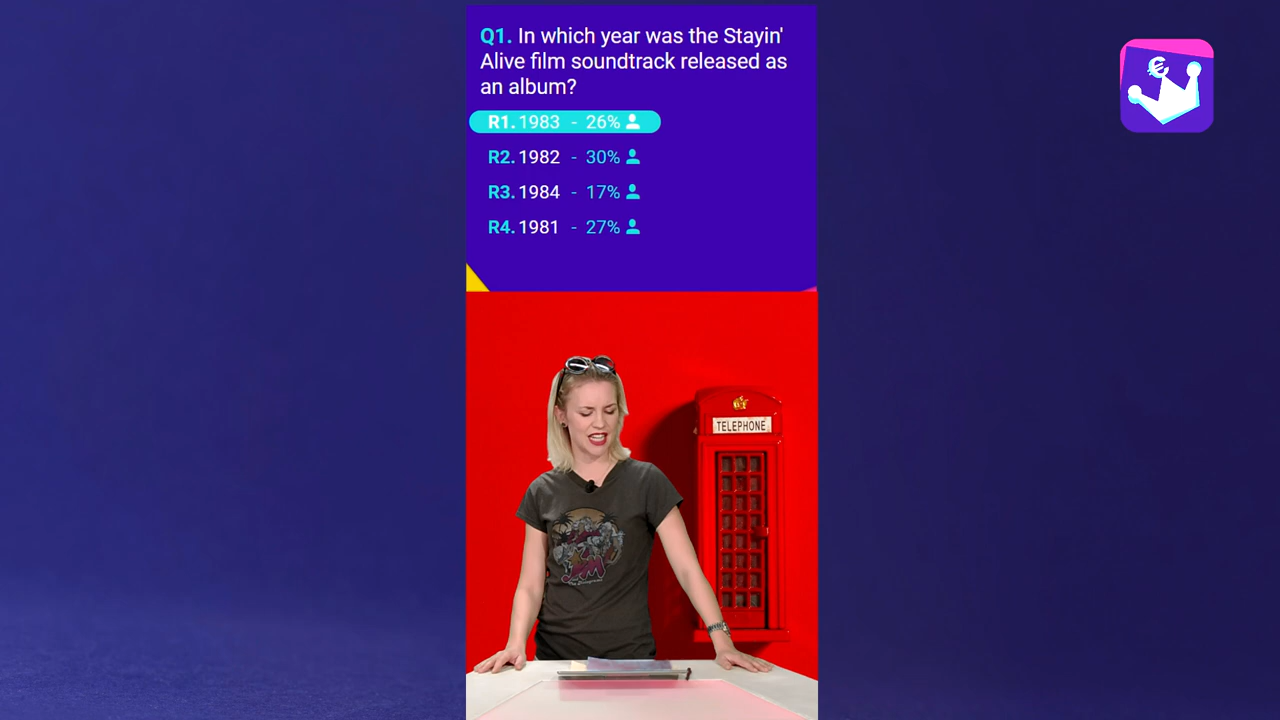 Q1. In which year was the Stayin'
Alive film soundtrack released as
an album?
R1. 1983 - 26%
R2. 1982 - 30%
R3. 1984 - 17%
R4. 1981 - 27%
€
TELEPHONE
JEM